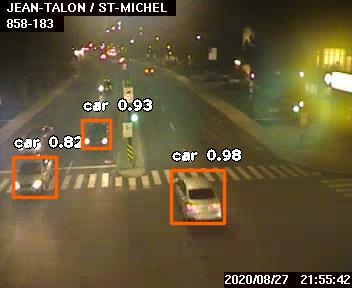 JEAN-TALON / ST-MICHEL
858-183
car 0.93
car 0.82
car 0.98
2020/08/27 21:55:42